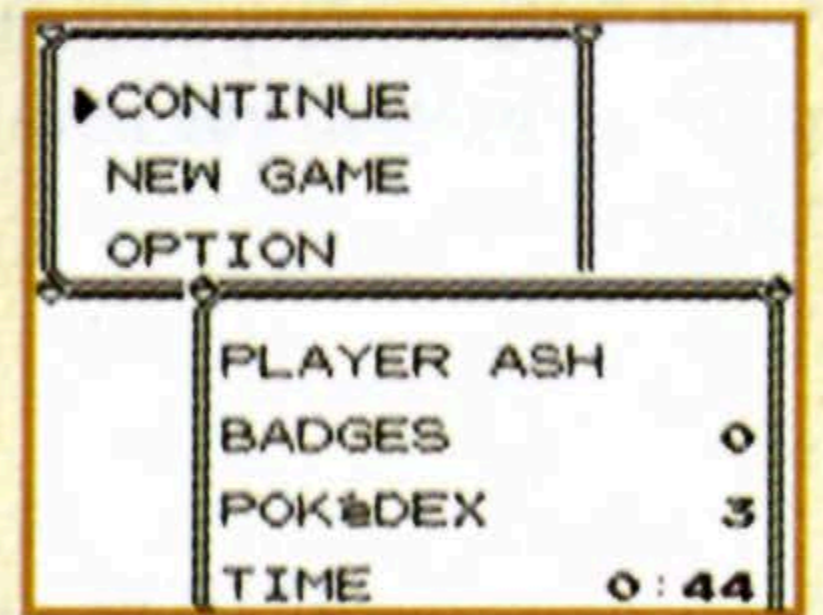 ▶CONTINUE
NEW GAME
OPTION
PLAYER ASH
BADGES 0
POKéDEX 3
TIME 0:44